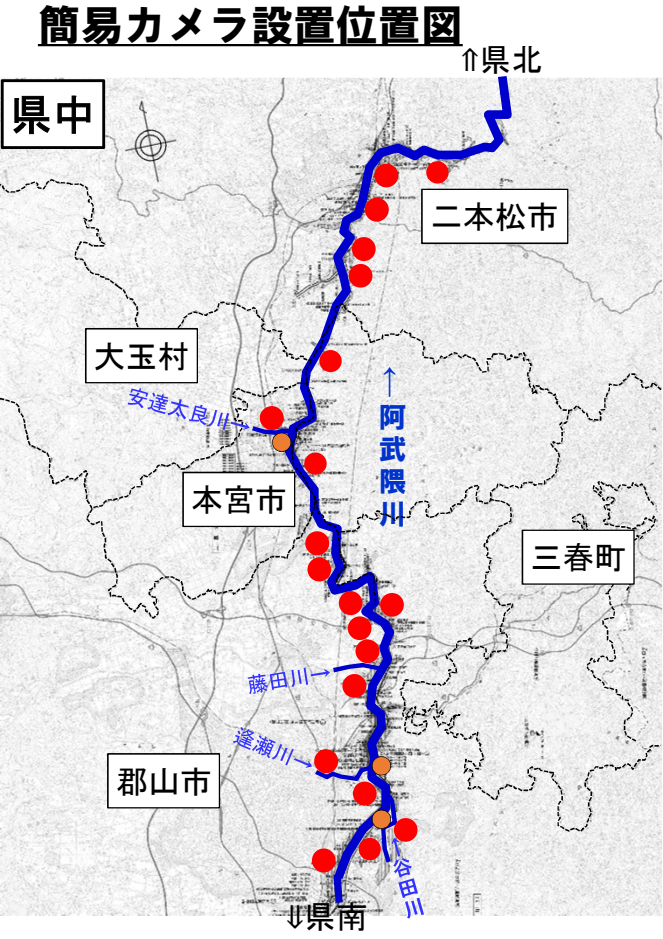 簡易カメラ設置位置図
⇑県北
県中
二本松市
大玉村
安達太良川→
←阿武隈川
本宮市
三春町
藤田川→
逢瀬川→
郡山市
←谷田川
⇓県南